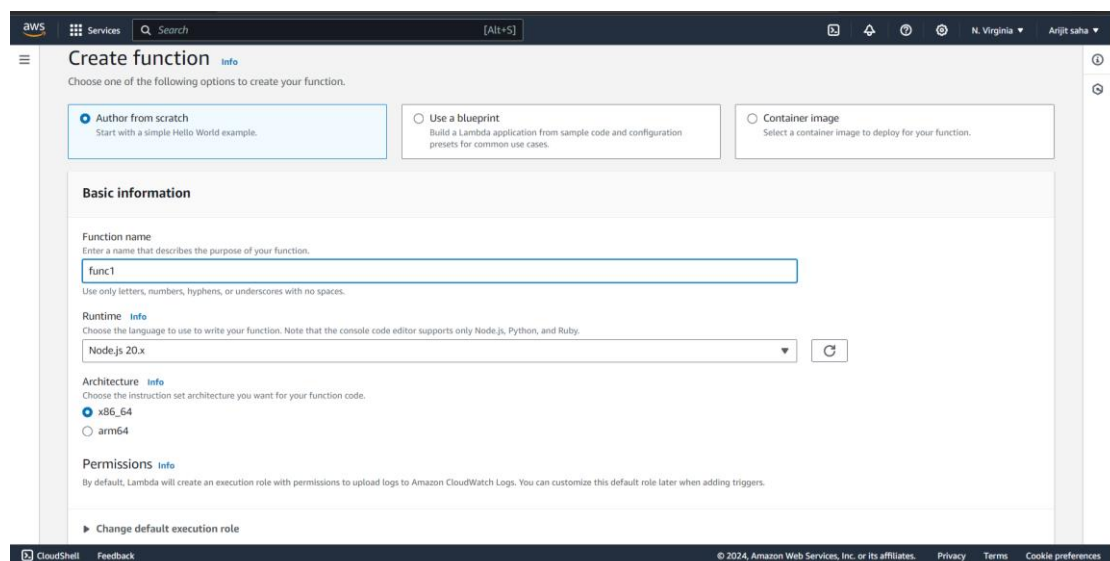 aws
Services
Search
[Alt+S]
N. Virginia
Arijit saha
Create function Info
Choose one of the following options to create your function.
Author from scratch
Start with a simple Hello World example.
Use a blueprint
Build a Lambda application from sample code and configuration
presets for common use cases.
Container image
Select a container image to deploy for your function.
Basic information
Function name
Enter a name that describes the purpose of your function.
func1
Use only letters, numbers, hyphens, or underscores with no spaces.
Runtime Info
Choose the language to use to write your function. Note that the console code editor supports only Node.js, Python, and Ruby.
Node.js 20.x
Architecture Info
Choose the instruction set architecture you want for your function code.
x86_64
arm64
Permissions Info
By default, Lambda will create an execution role with permissions to upload logs to Amazon CloudWatch Logs. You can customize this default role later when adding triggers.
Change default execution role
CloudShell
Feedback
© 2024, Amazon Web Services, Inc. or its affiliates.
Privacy
Terms
Cookie preferences